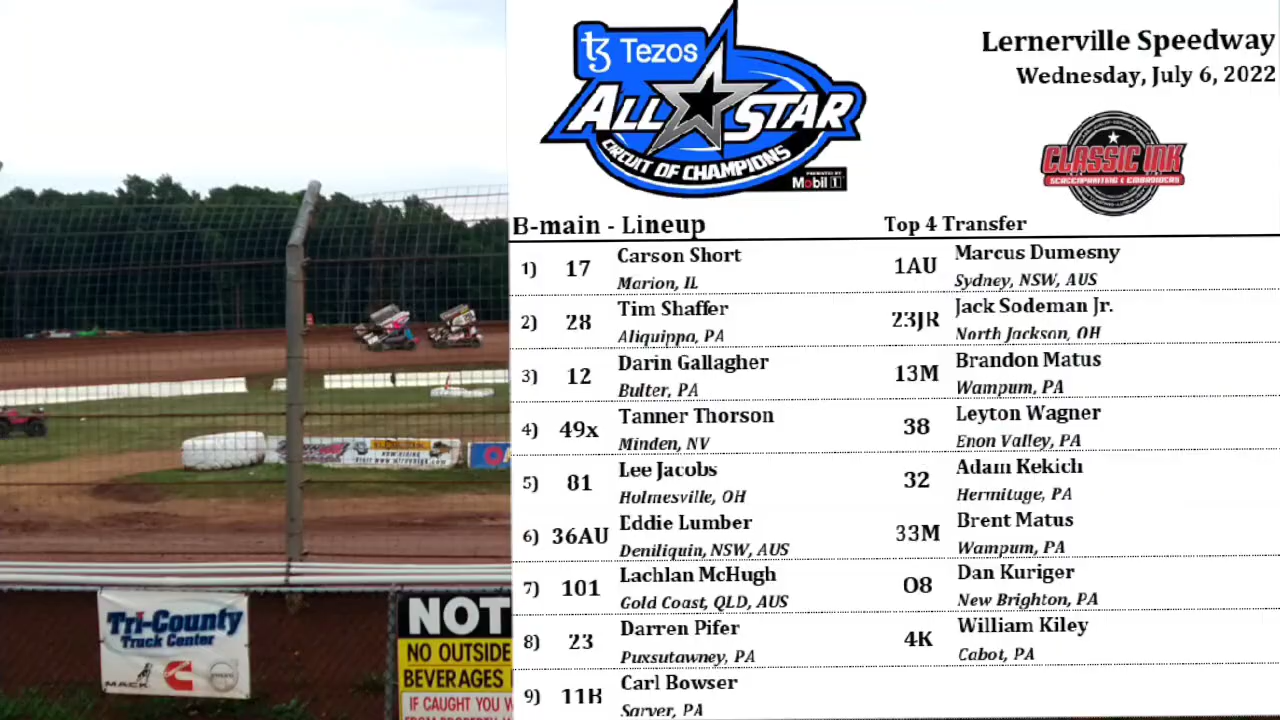 Tezos
ALL STAR
CIRCUIT OF CHAMPIONS
PRESENTED BY
Mobil 1
Lernerville Speedway
Wednesday, July 6, 2022
CLASSIC INK
SCREENPRINTING & EMBROIDERY
B-main - Lineup
Top 4 Transfer
1) 17 Carson Short
Marion, IL
1AU Marcus Dumesny
Sydney, NSW, AUS
2) 28 Tim Shaffer
Aliquippa, PA
23JR Jack Sodeman Jr.
North Jackson, OH
3) 12 Darin Gallagher
Bulter, PA
13M Brandon Matus
Wampum, PA
4) 49x Tanner Thorson
Minden, NV
38 Leyton Wagner
Enon Valley, PA
5) 81 Lee Jacobs
Holmesville, OH
32 Adam Kekich
Hermitage, PA
6) 36AU Eddie Lumber
Deniliquin, NSW, AUS
33M Brent Matus
Wampum, PA
7) 101 Lachlan McHugh
Gold Coast, QLD, AUS
08 Dan Kuriger
New Brighton, PA
8) 23 Darren Pifer
Puxsutawney, PA
4K William Kiley
Cabot, PA
9) 11B Carl Bowser
Sarver, PA
Tri-County
Truck Center
MACK
NOT
NO OUTSIDE
BEVERAGES
IF CAUGHT YOU W